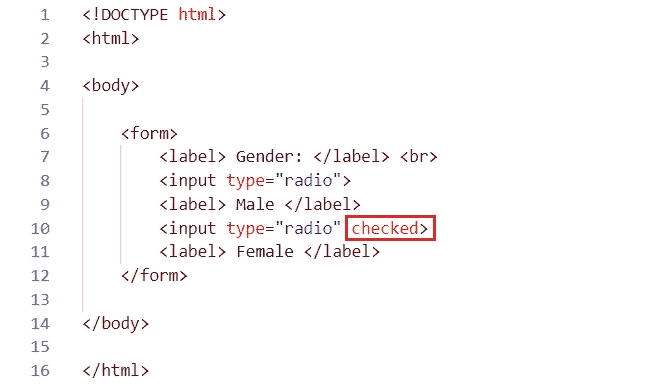 1 <!DOCTYPE html>
2 <html>
3
4 <body>
5
6 <form>
7 <label> Gender: </label> <br>
8 <input type="radio">
9 <label> Male </label>
10 <input type="radio" checked>
11 <label> Female </label>
12 </form>
13
14 </body>
15
16 </html>